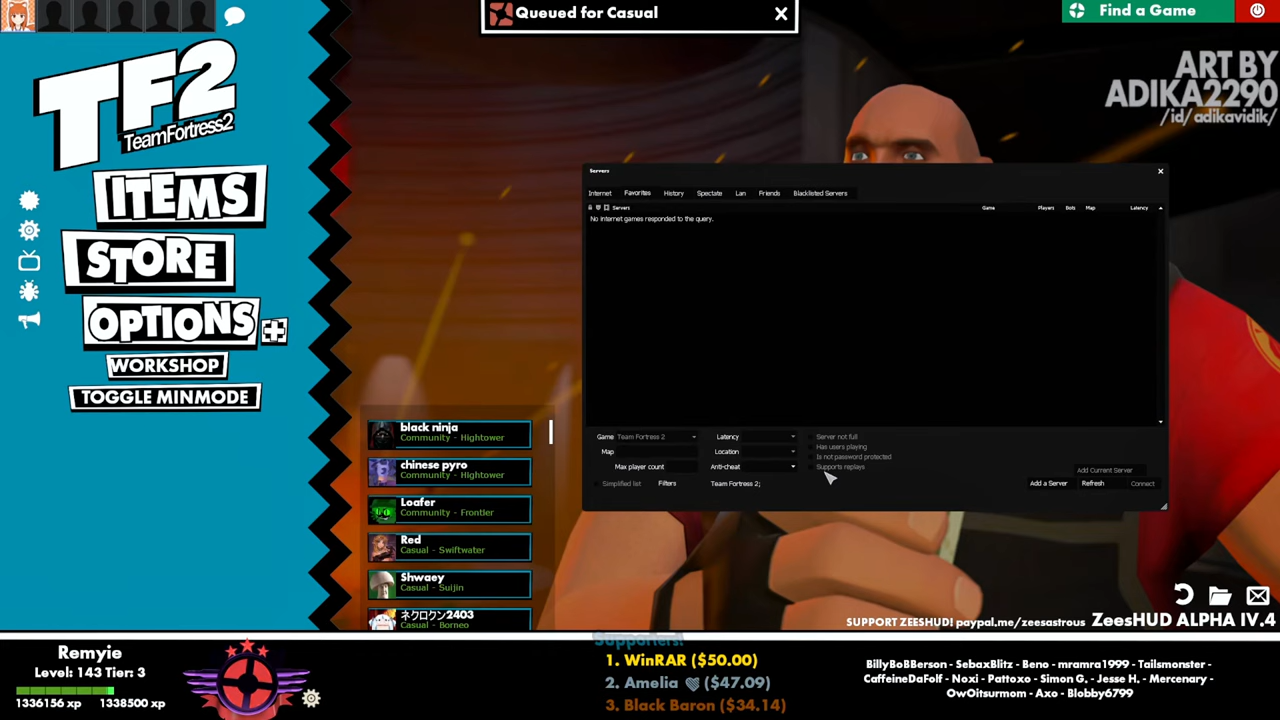 Queued for Casual
Find a Game
TF2
TeamFortress2
ART BY
ADIKA2290
/id/adikavidik/
ITEMS
STORE
OPTIONS
WORKSHOP
TOGGLE MINMODE
Servers
Internet Favorites History Spectate Lan Friends Blacklisted Servers
Servers Game Players Bots Map Latency
No internet games responded to the query.
Game Team Fortress 2 Latency Server not full
Has users playing
Map Location Is not password protected
Max player count Anti-cheat Supports replays
Add Current Server
Simplified list Filters Team Fortress 2; Add a Server Refresh Connect
black ninja
Community - Hightower
chinese pyro
Community - Hightower
Loafer
Community - Frontier
Red
Casual - Swiftwater
Shwaey
Casual - Suijin
ネクロクン2403
Casual - Borneo
SUPPORT ZEESHUD! paypal.me/zeesastrous ZeesHUD ALPHA IV.4
Remyie
Level: 143 Tier: 3
1336156 xp 1338500 xp
Supporters!
1. WinRAR ($50.00)
2. Amelia ($47.09)
3. Black Baron ($34.14)
BillyBoBBerson - SebaxBlitz - Beno - mramra1999 - Tailsmonster -
CaffeineDaFolf - Noxi - Pattoxo - Simon G. - Jesse H. - Mercenary -
OwOitsurmom - Axo - Blobby6799